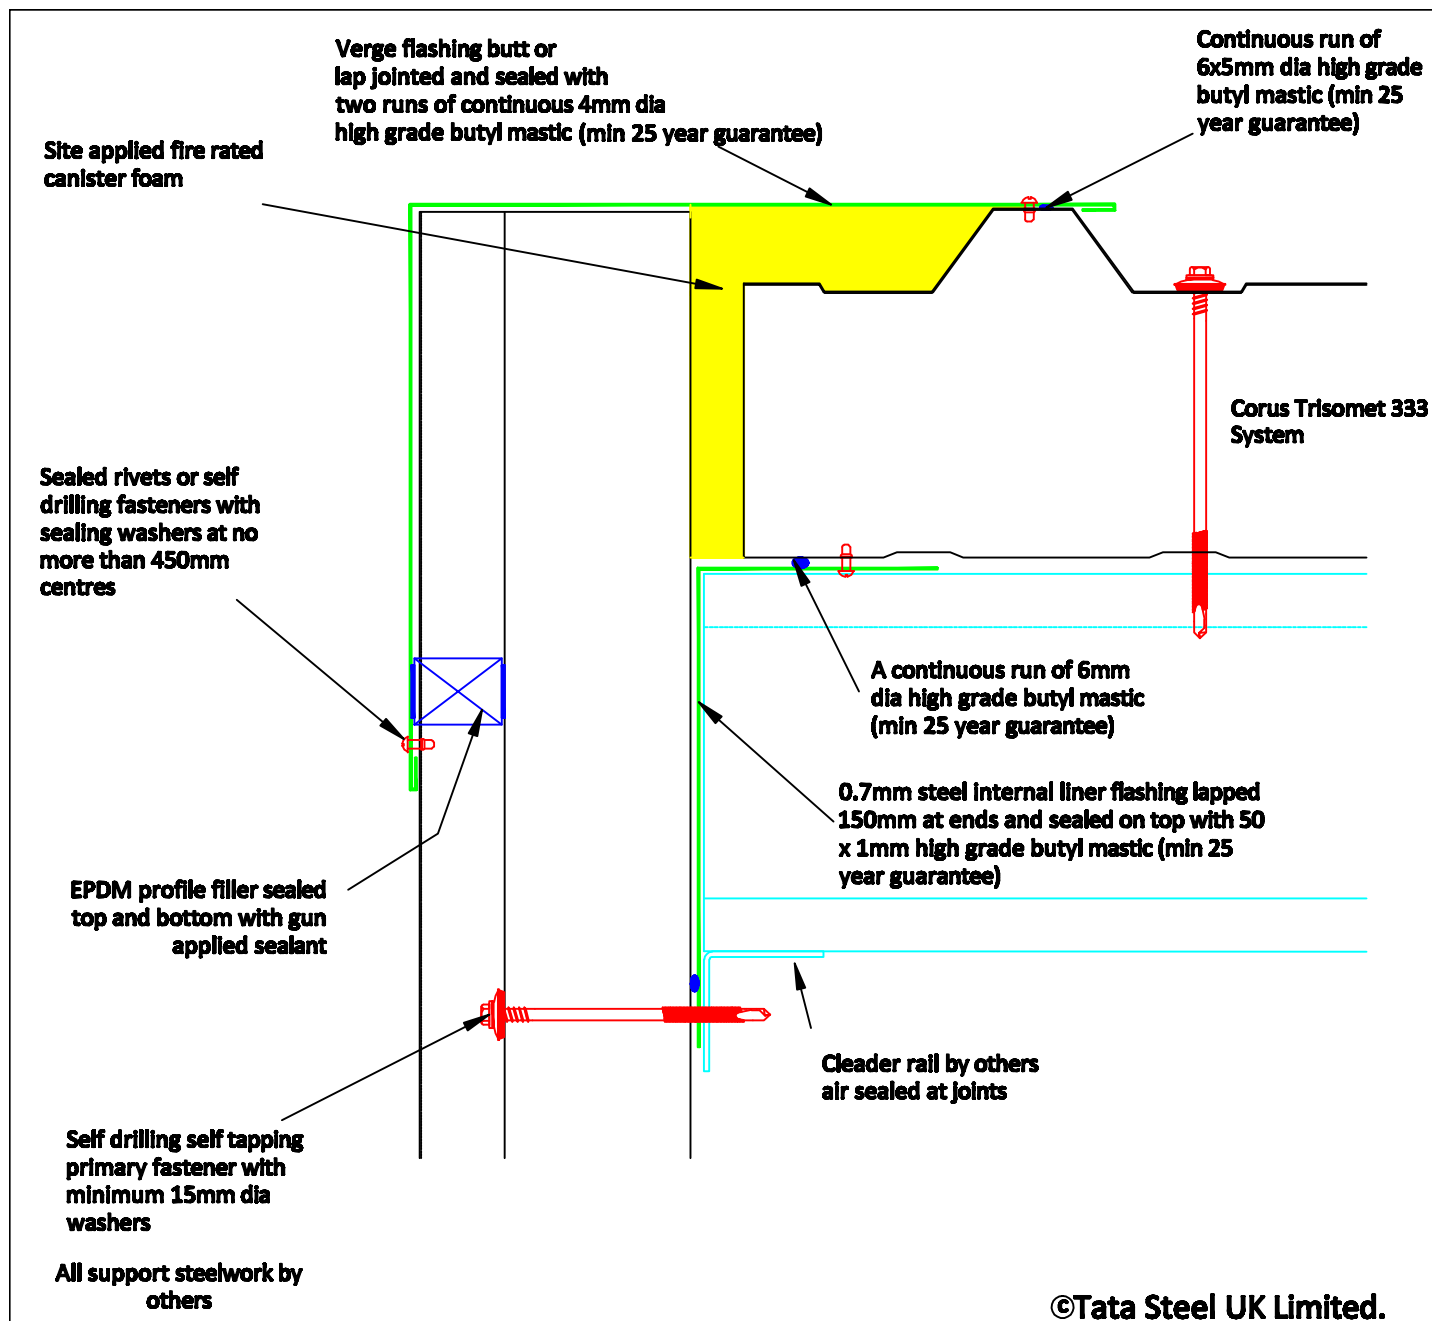 Verge flashing butt or
lap jointed and sealed with
two runs of continuous 4mm dia
high grade butyl mastic (min 25 year guarantee)
Continuous run of
6x5mm dia high grade
butyl mastic (min 25
year guarantee)
Site applied fire rated
canister foam
Corus Trisomet 333
System
Sealed rivets or self
drilling fasteners with
sealing washers at no
more than 450mm
centres
A continuous run of 6mm
dia high grade butyl mastic
(min 25 year guarantee)
0.7mm steel internal liner flashing lapped
150mm at ends and sealed on top with 50
x 1mm high grade butyl mastic (min 25
year guarantee)
EPDM profile filler sealed
top and bottom with gun
applied sealant
Cleader rail by others
air sealed at joints
Self drilling self tapping
primary fastener with
minimum 15mm dia
washers
All support steelwork by
others
©Tata Steel UK Limited.